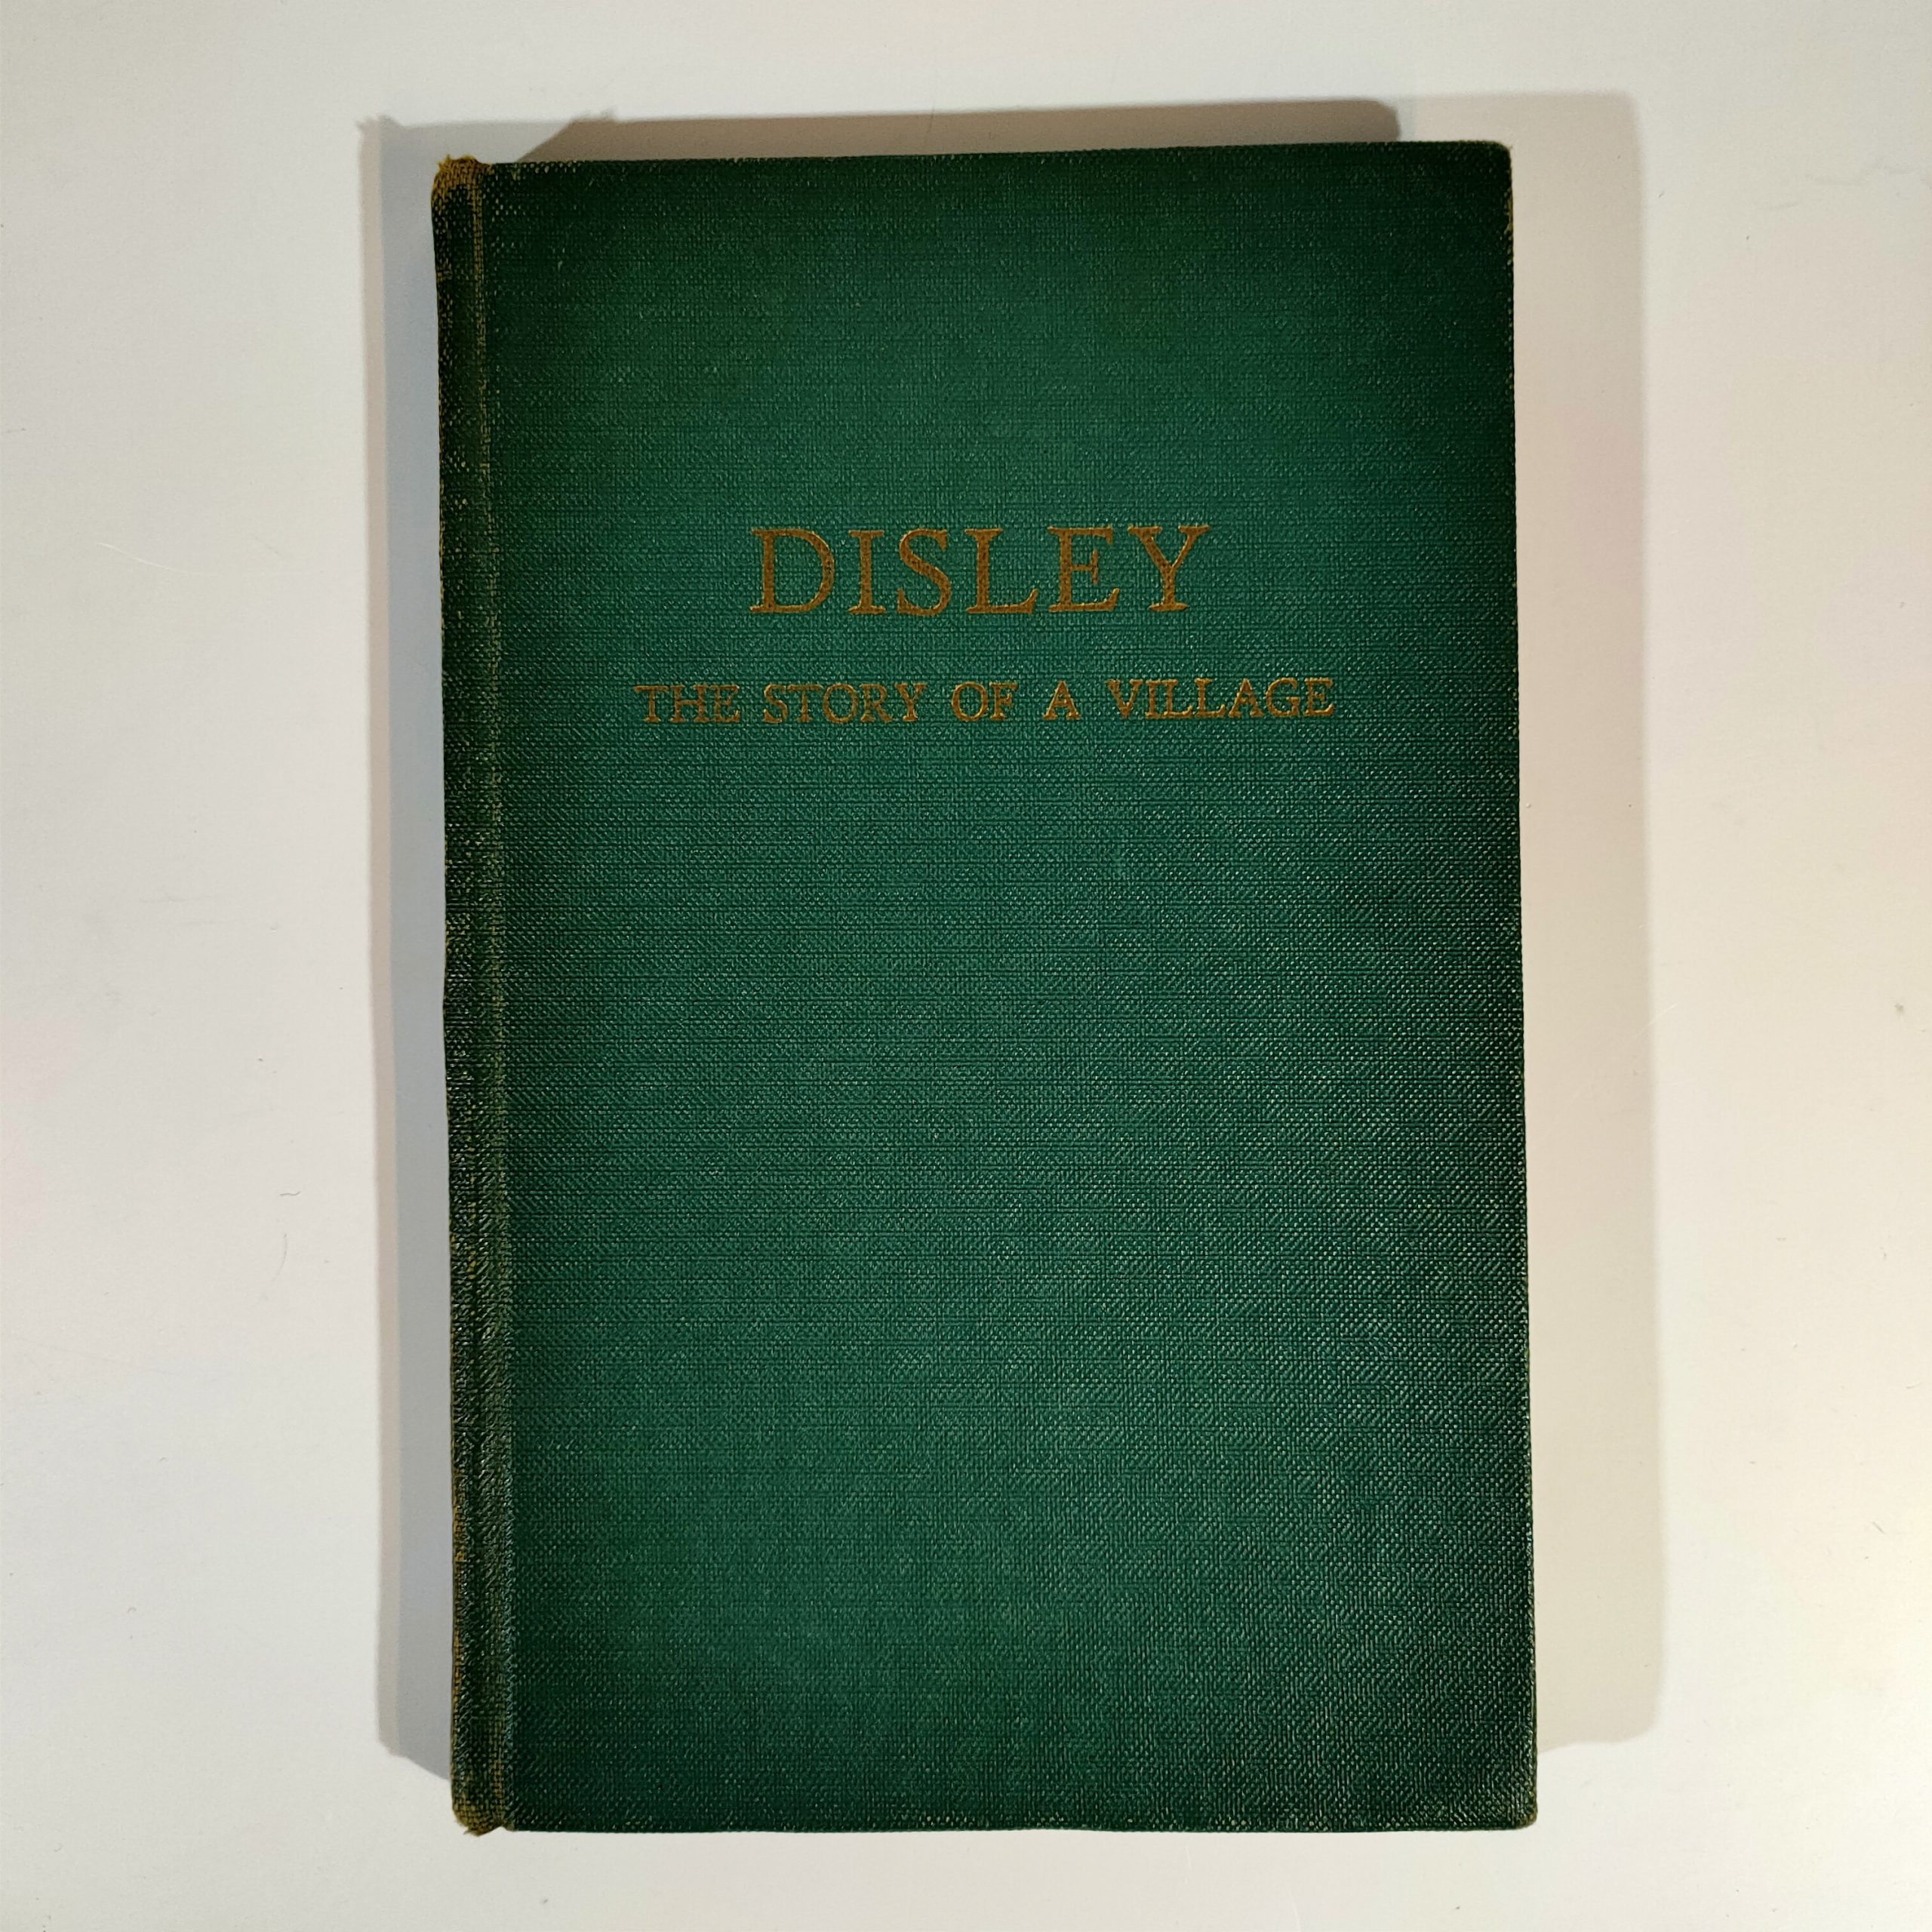 DISLEY
THE STORY OF A VILLAGE